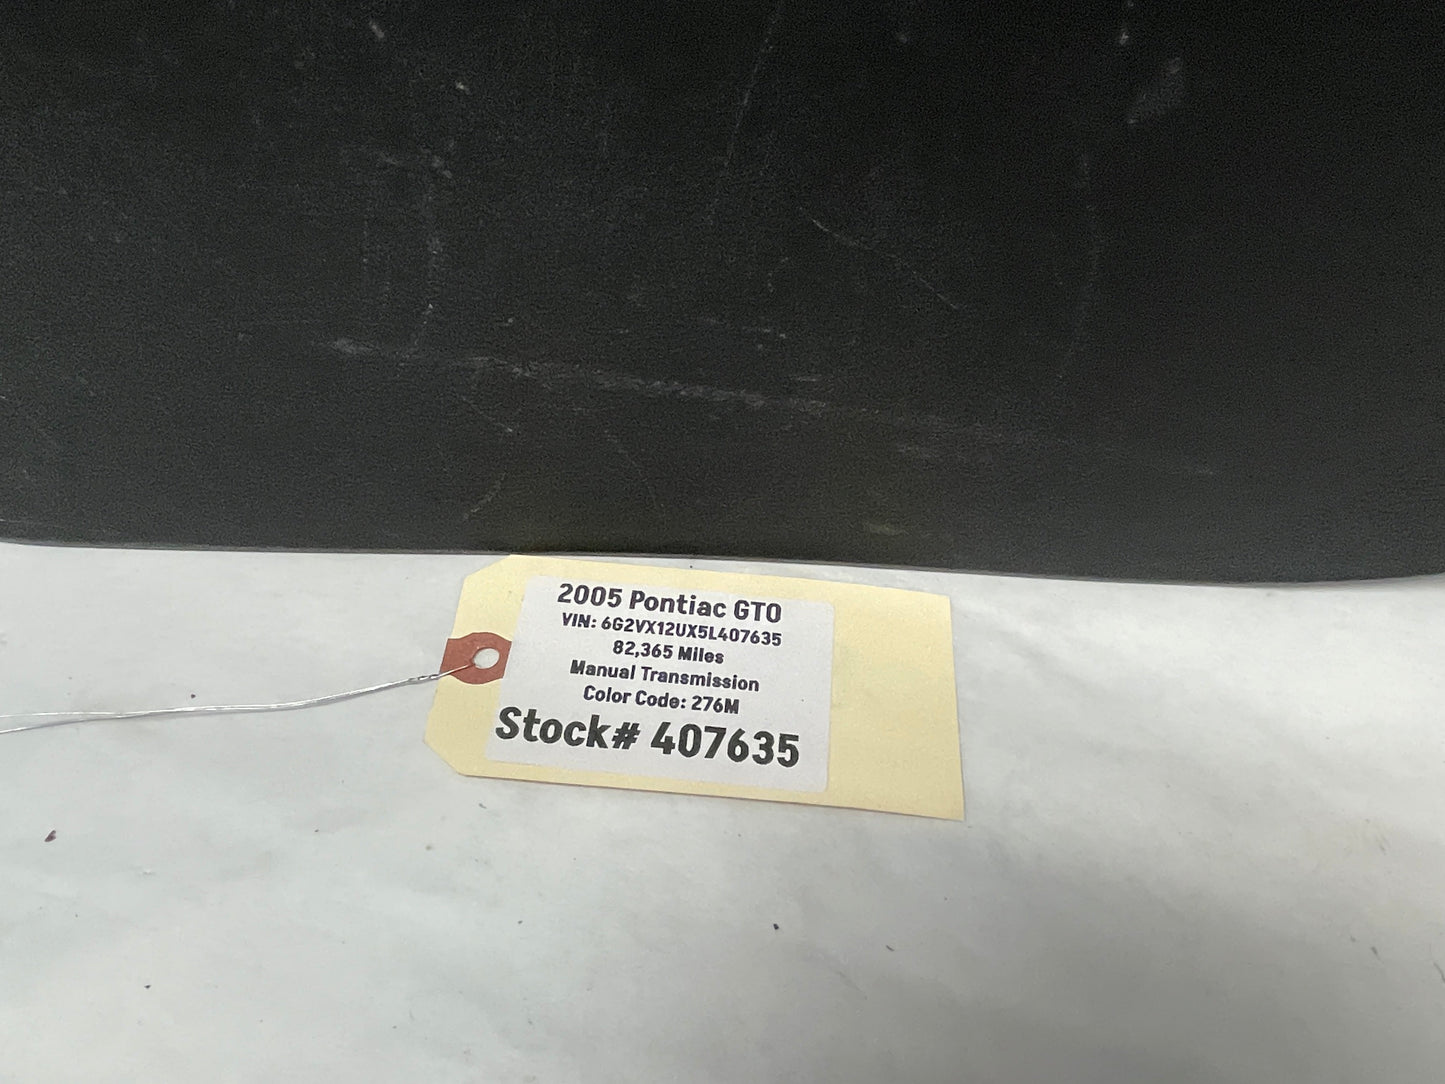 2005 Pontiac GTO
VIN: 6G2VX12UX5L407635
82,365 Miles
Manual Transmission
Color Code: 276M
Stock# 407635